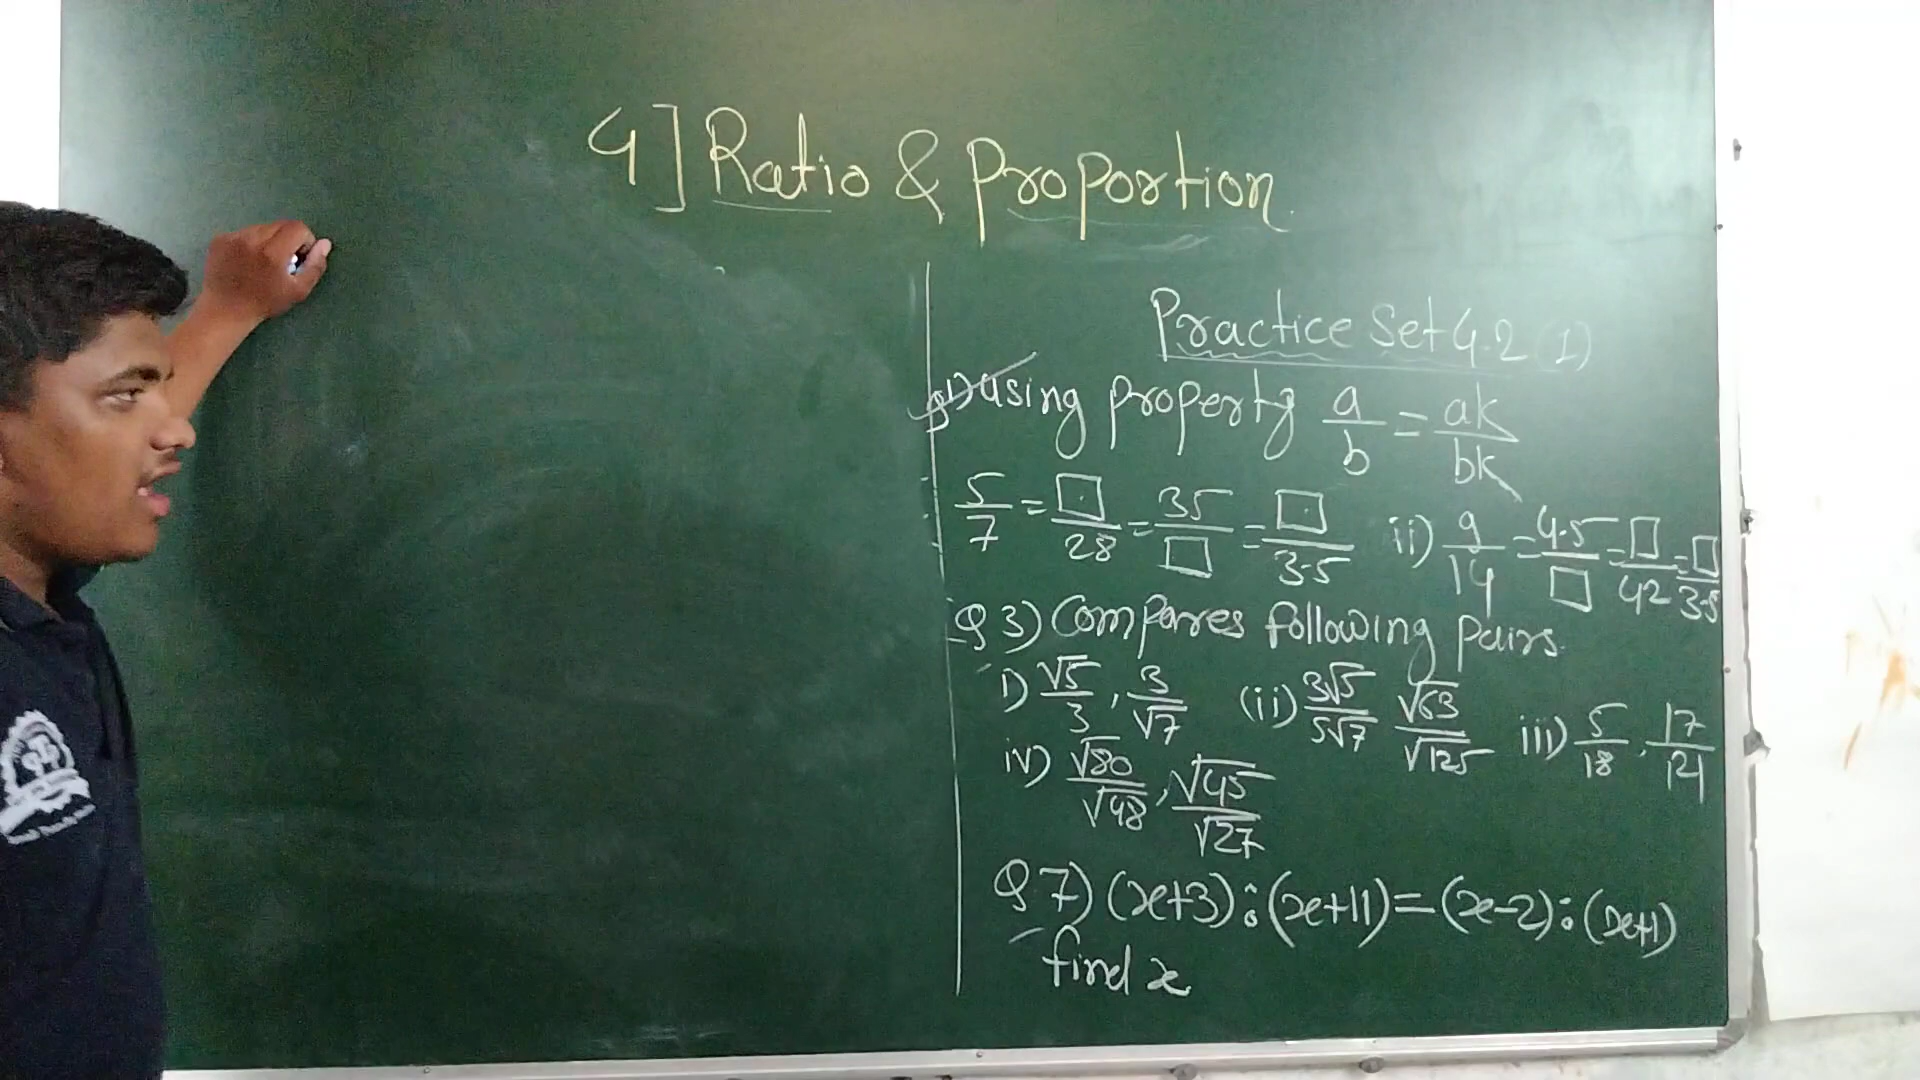 4] Ratio & Proportion
Practice Set 4.2 (1)
Q1) Using property a/b = ak/bk
5/7 = □/28 = 35/□ = □/3.5 ii) 9/14 = 4.5/□ = □/42 = □/3.5
Q 3) Compares following pairs.
i) √5/3 , 3/√7 (ii) 3√5/5√7 √63/√125 iii) 5/18 , 17/121
iv) √80/√48 , √45/√27
Q 7) (x+3):(x+11)=(x-2):(x+1)
find x